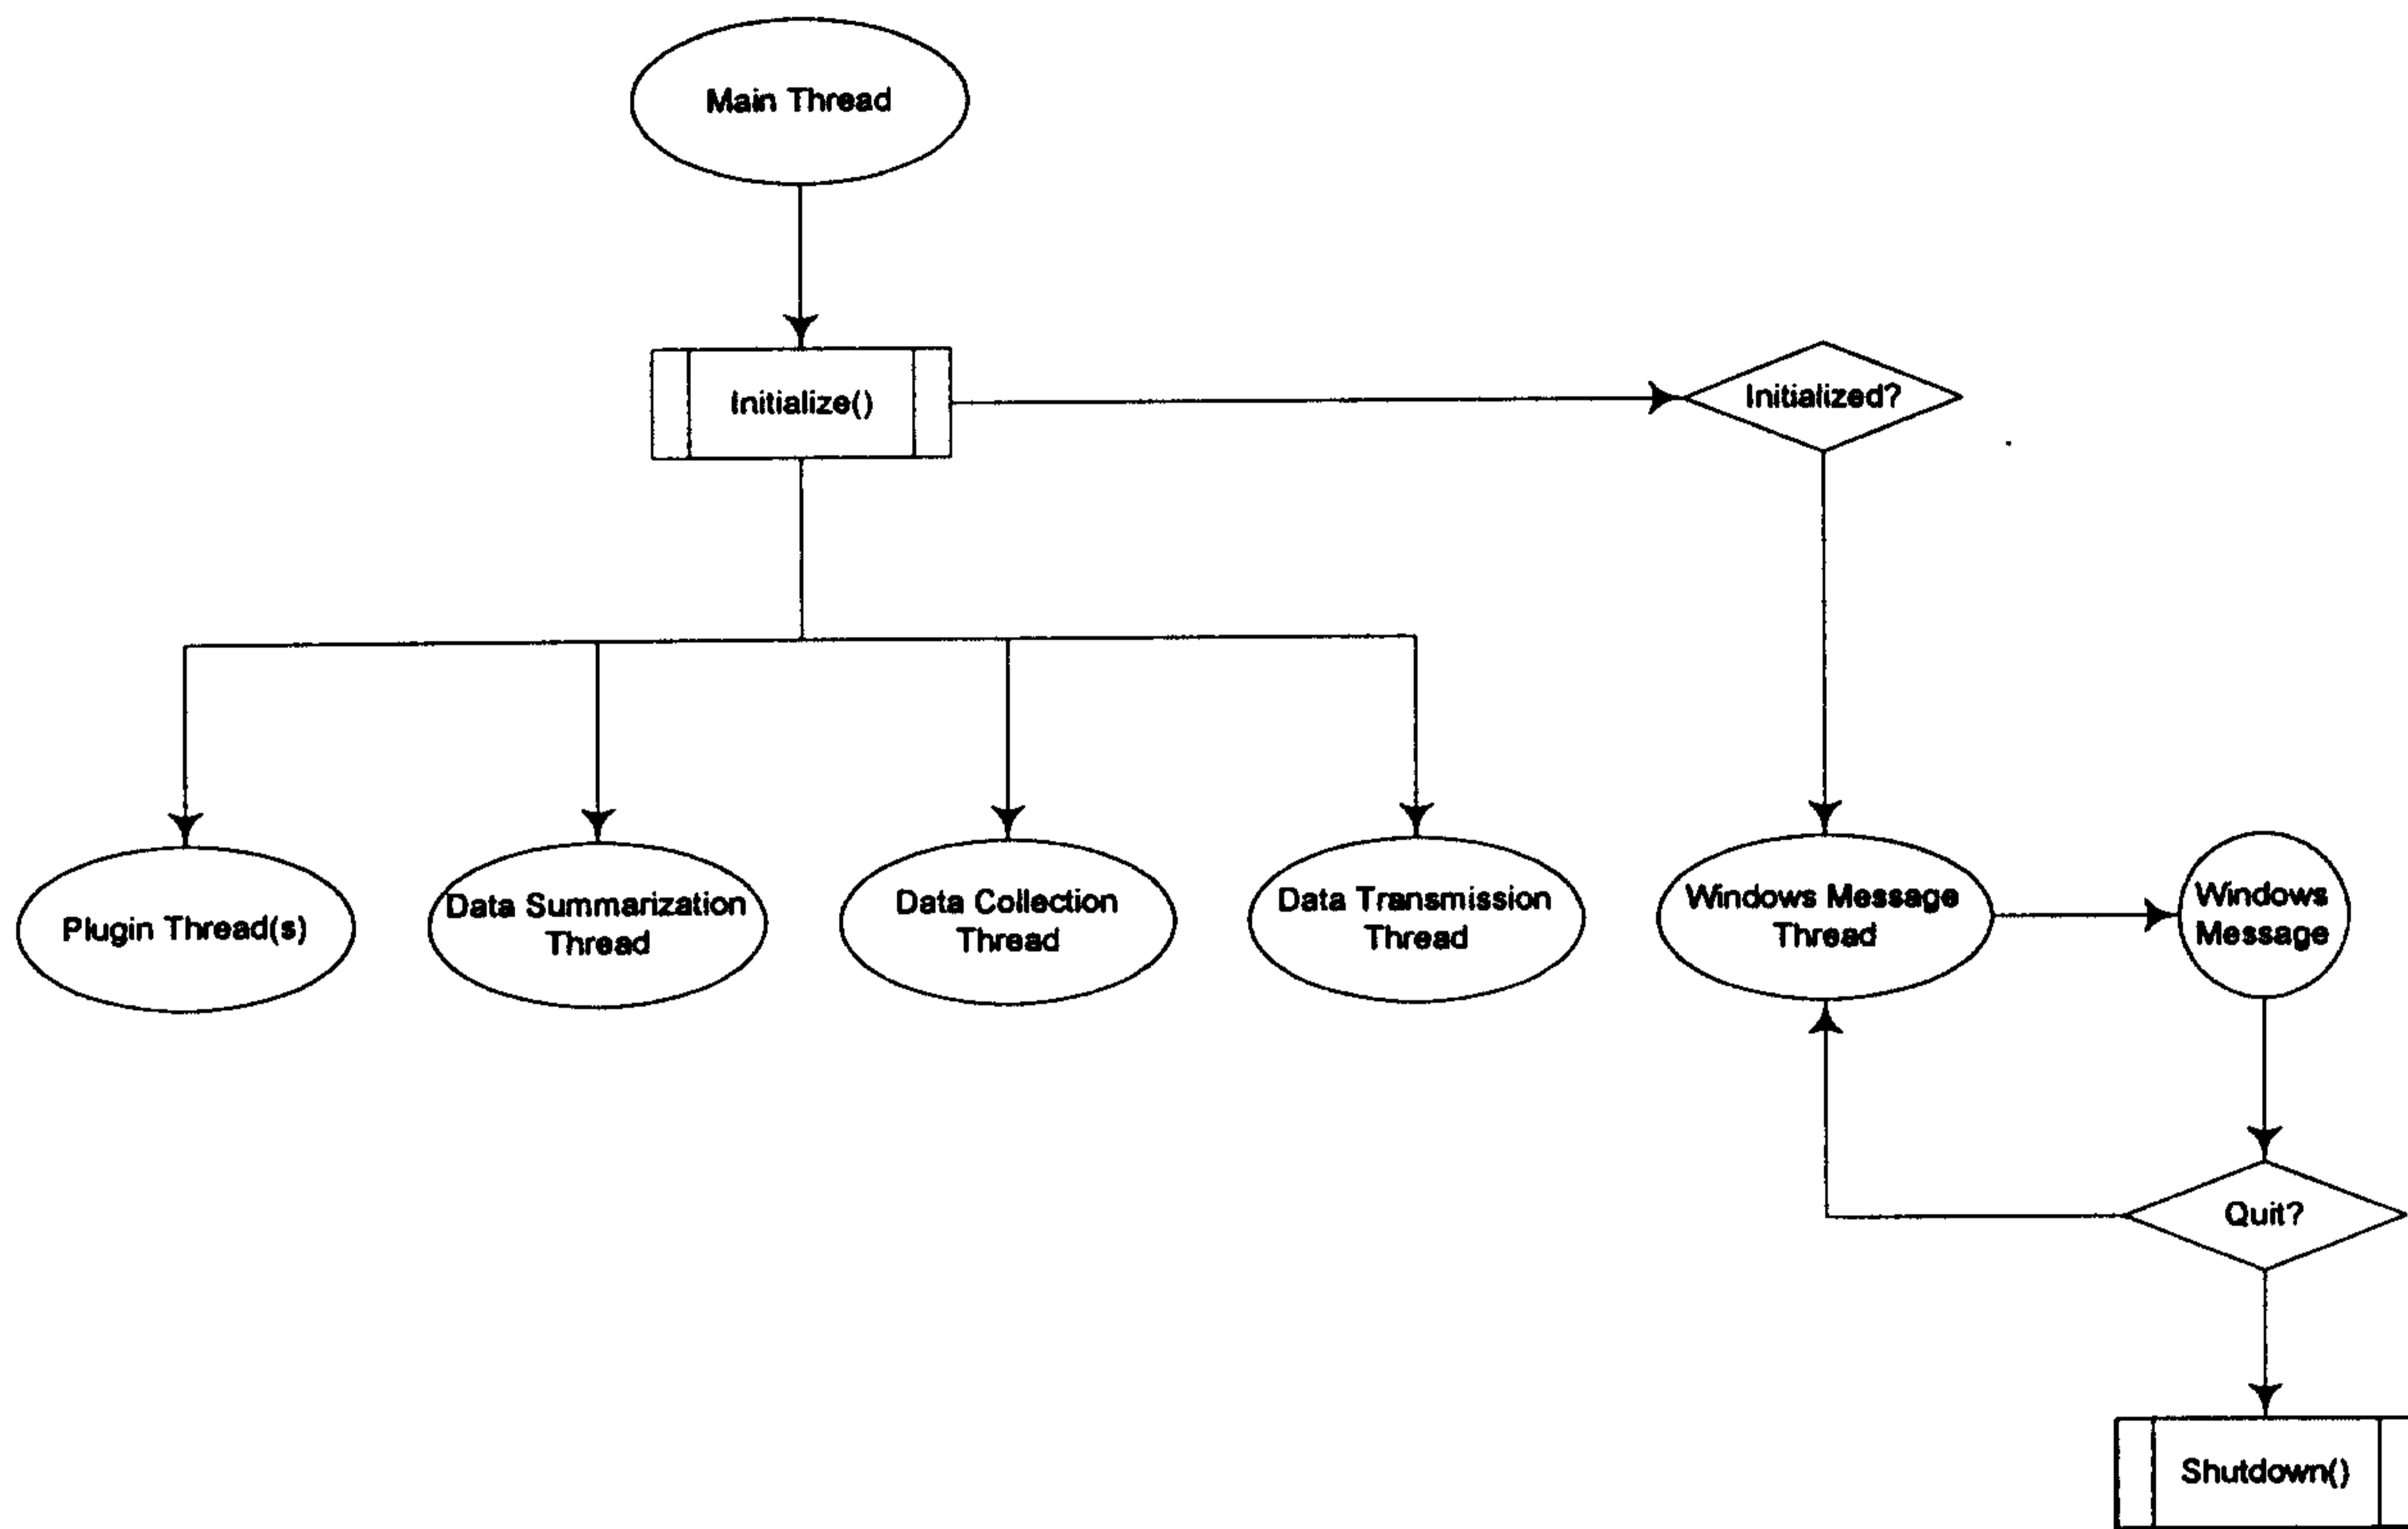 Main Thread
Initialize()
Initialized?
Plugin Thread(s)
Data Summarization
Thread
Data Collection
Thread
Data Transmission
Thread
Windows Message
Thread
Windows
Message
Quit?
Shutdown()